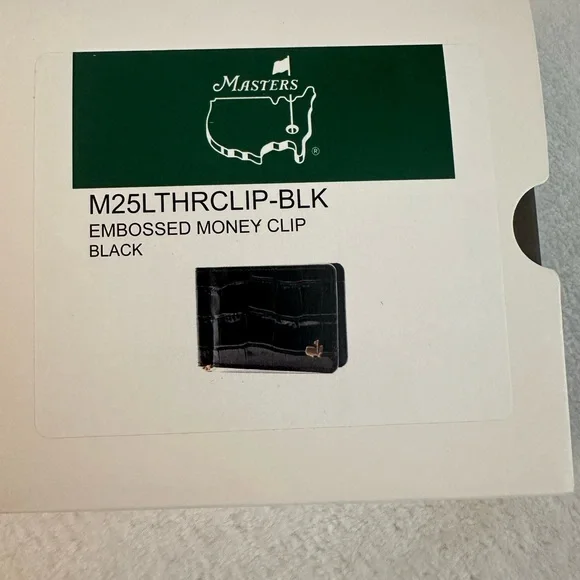 MASTERS
®
M25LTHRCLIP-BLK
EMBOSSED MONEY CLIP
BLACK